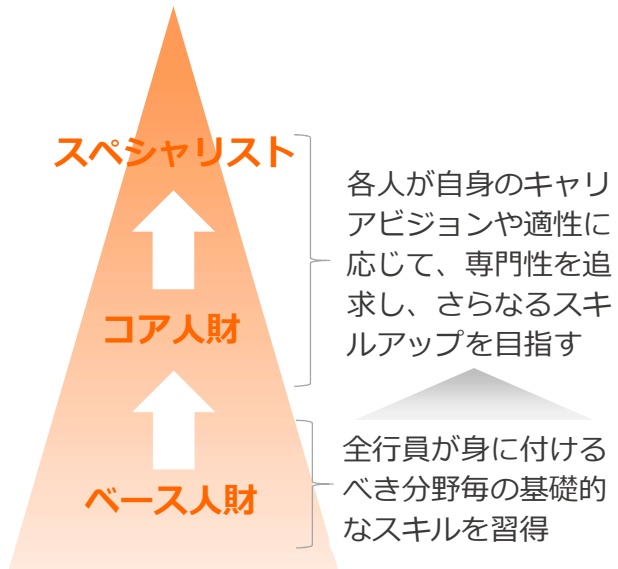 スペシャリスト
各人が自身のキャリ
アビジョンや適性に
応じて、専門性を追
求し、さらなるスキ
ルアップを目指す
コア人財
全行員が身に付ける
べき分野毎の基礎的
なスキルを習得
ベース人財